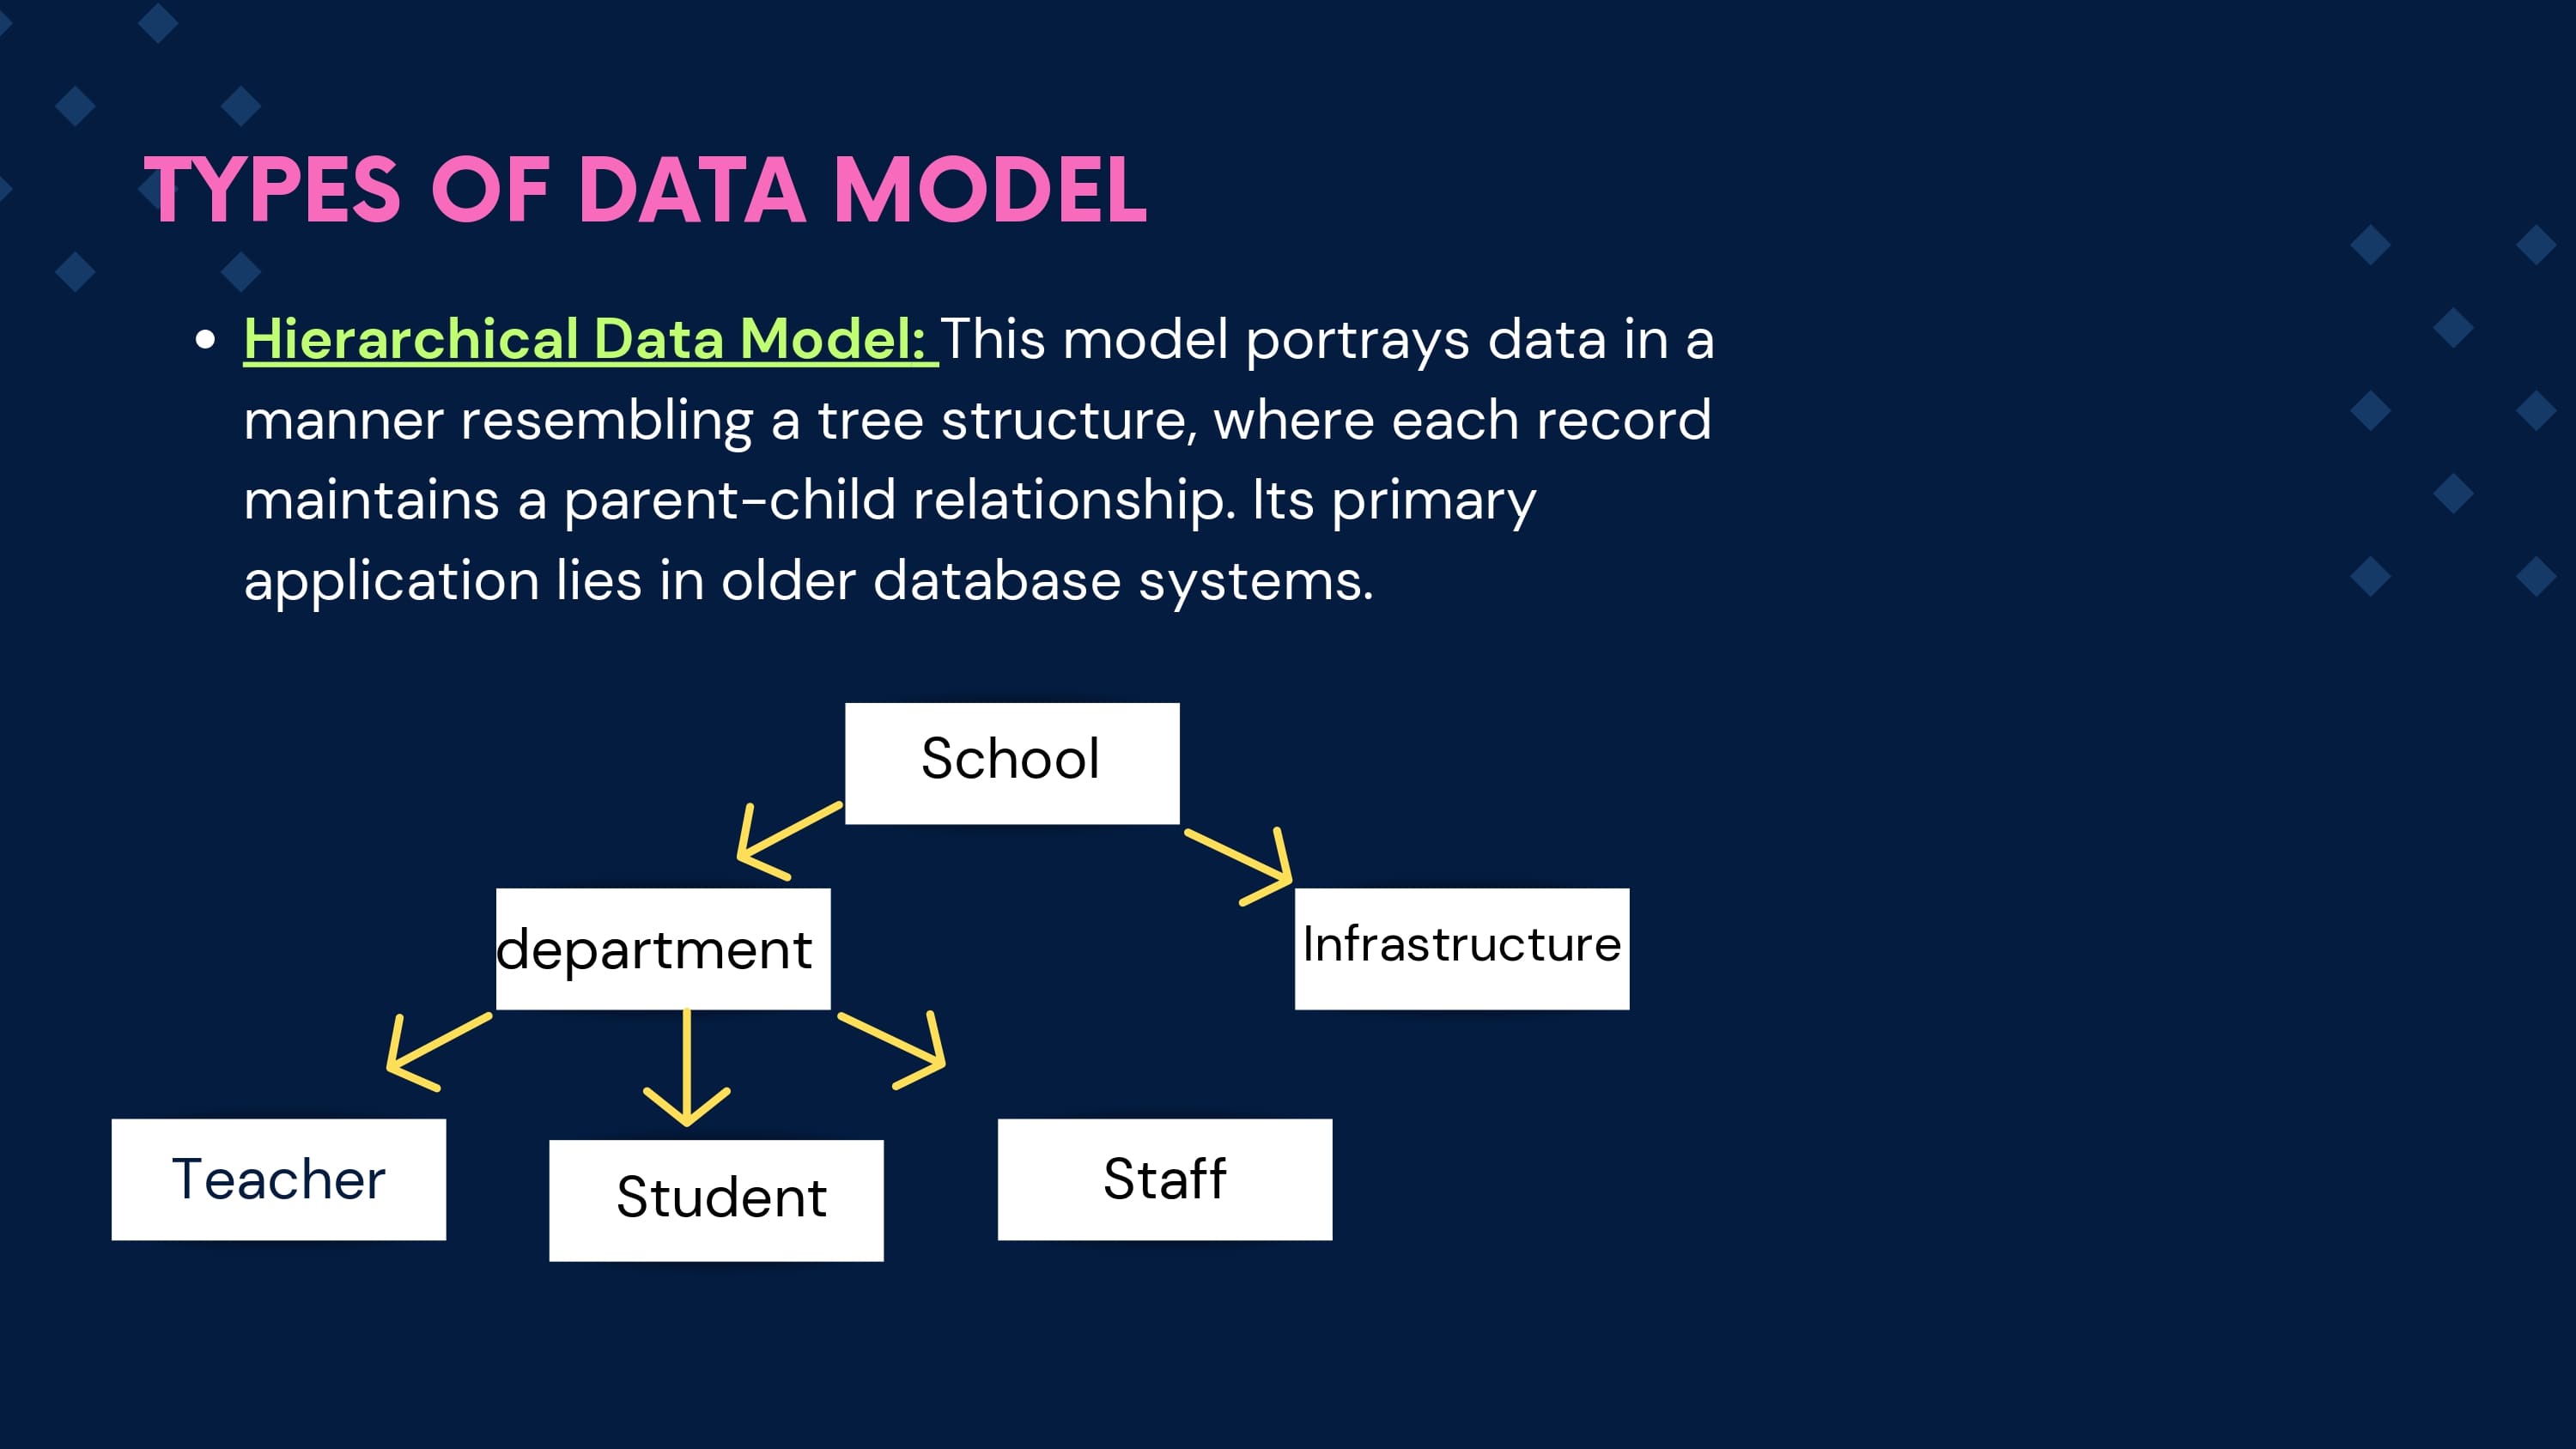 TYPES OF DATA MODEL
• Hierarchical Data Model: This model portrays data in a
manner resembling a tree structure, where each record
maintains a parent-child relationship. Its primary
application lies in older database systems.
School
department
Infrastructure
Teacher
Student
Staff